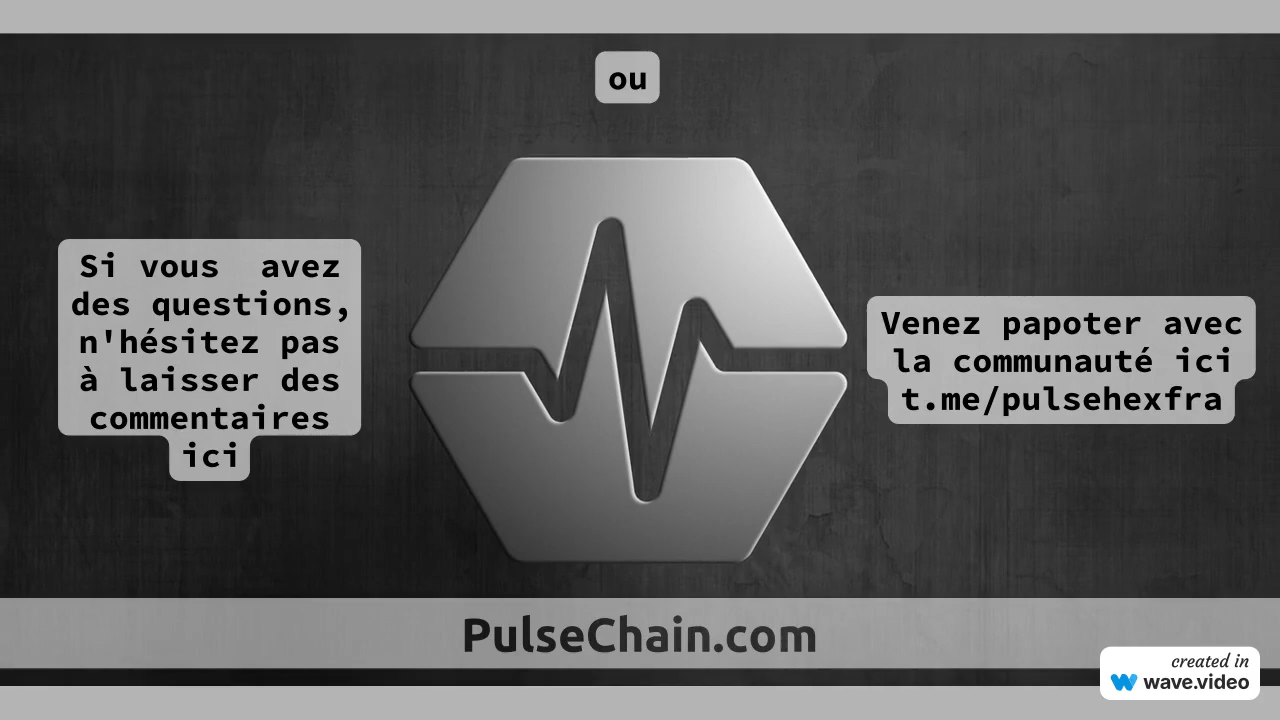 ou
Si vous  avez
des questions,
n'hésitez pas
à laisser des
commentaires
ici
Venez papoter avec
la communauté ici
t.me/pulsehexfra
PulseChain.com
created in
wave.video